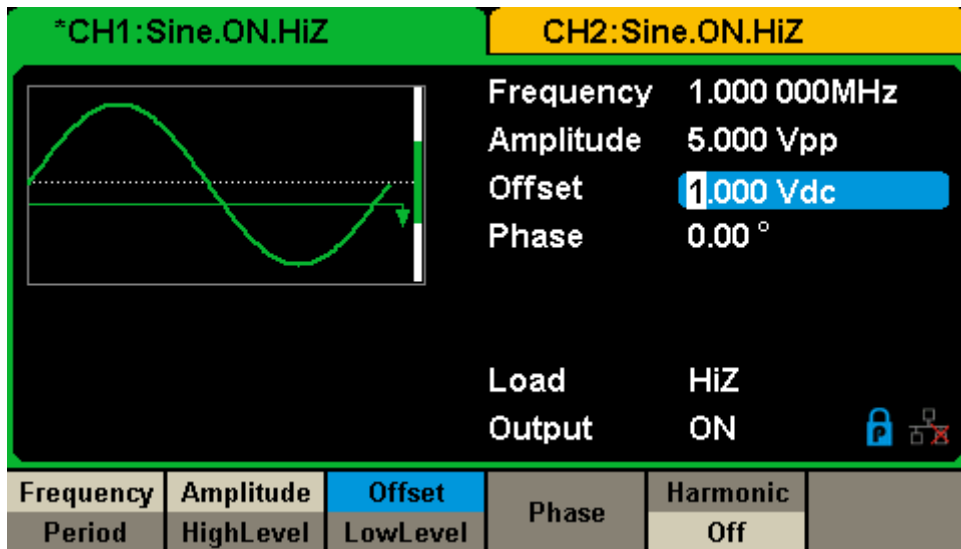 *CH1:Sine.ON.HiZ
CH2:Sine.ON.HiZ
Frequency 1.000 000MHz
Amplitude 5.000 Vpp
Offset 1.000 Vdc
Phase 0.00 °
Load HiZ
Output ON
P
Frequency Amplitude Offset Phase Harmonic
Period HighLevel LowLevel Off